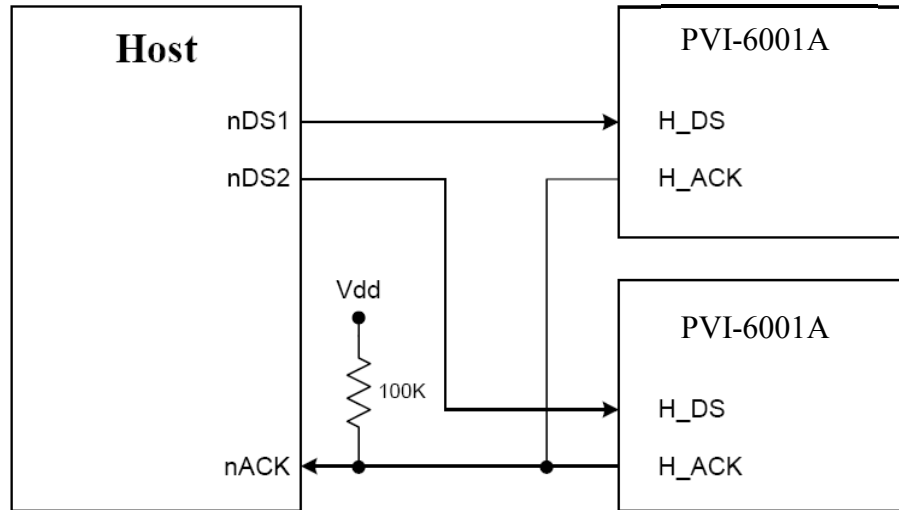 Host
nDS1
nDS2
Vdd
100K
nACK
PVI-6001A
H_DS
H_ACK
PVI-6001A
H_DS
H_ACK